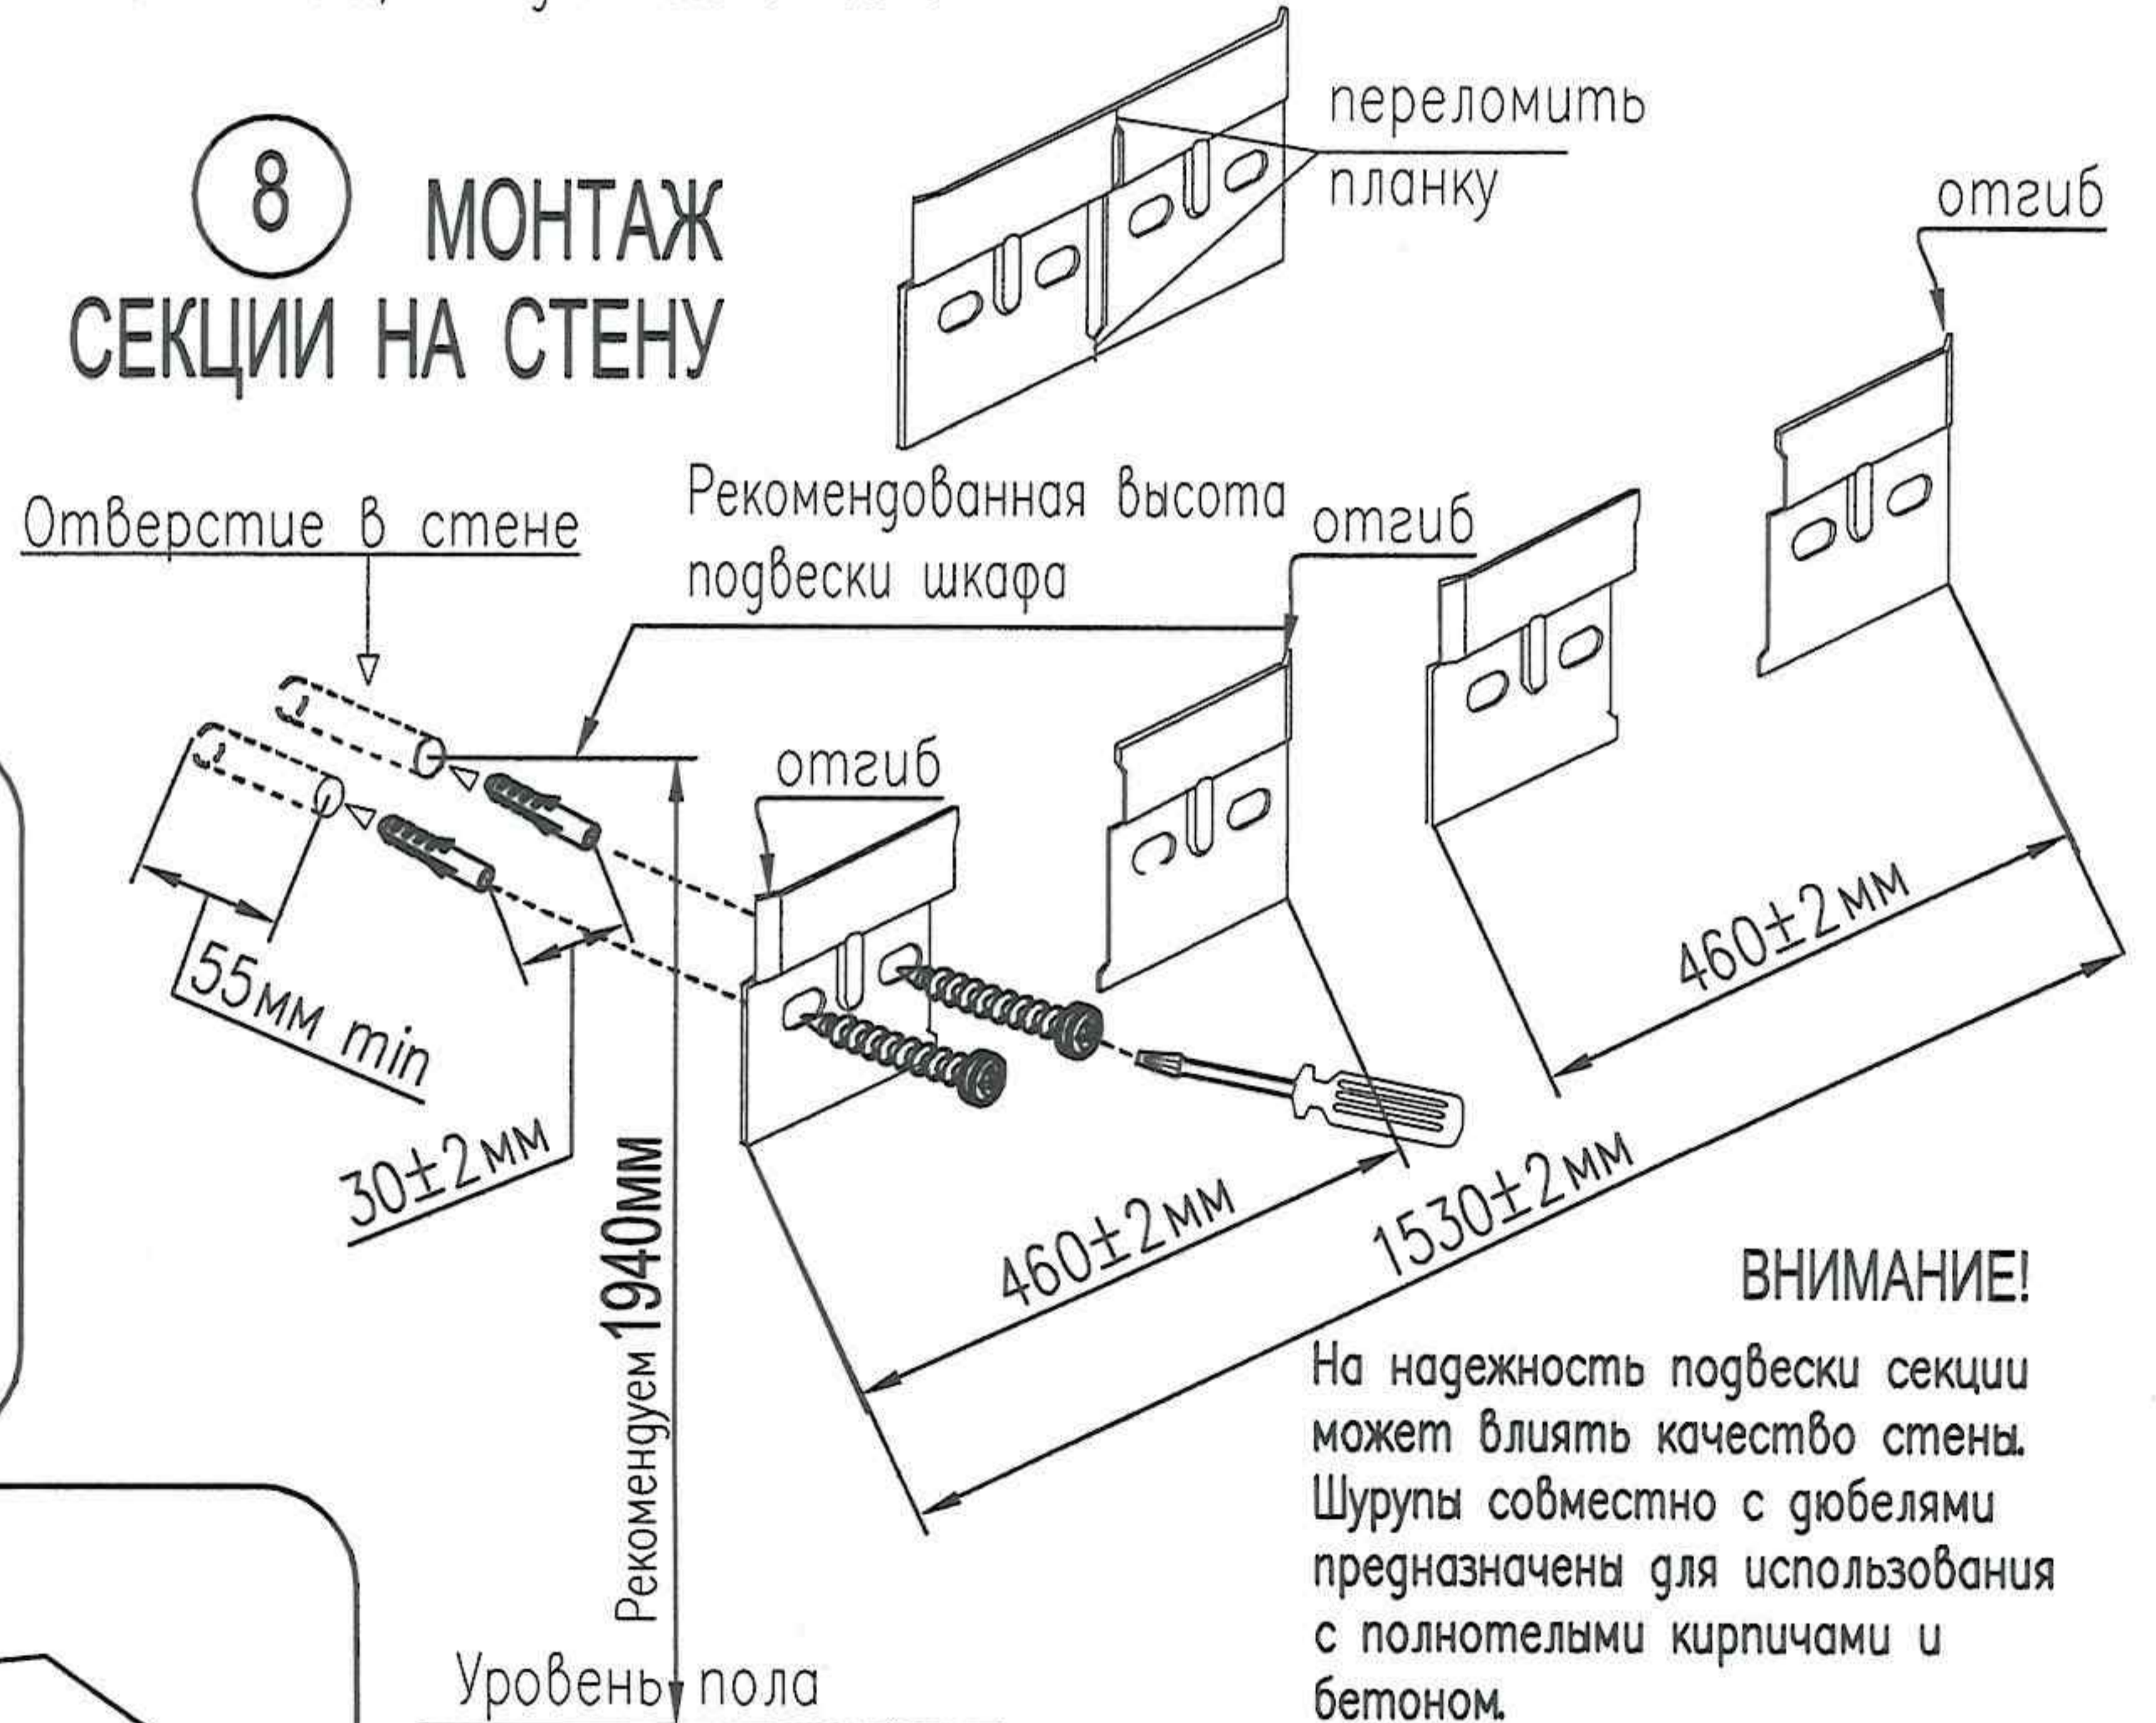 8 МОНТАЖ
СЕКЦИИ НА СТЕНУ
переломить
планку
отгиб
Отверстие в стене
Рекомендованная высота
подвески шкафа
отгиб
отгиб
55мм min
30±2мм
Рекомендуем 1940мм
460±2мм
460±2мм
1530±2мм
Уровень пола
ВНИМАНИЕ!
На надежность подвески секции
может влиять качество стены.
Шурупы совместно с дюбелями
предназначены для использования
с полнотелыми кирпичами и
бетоном.